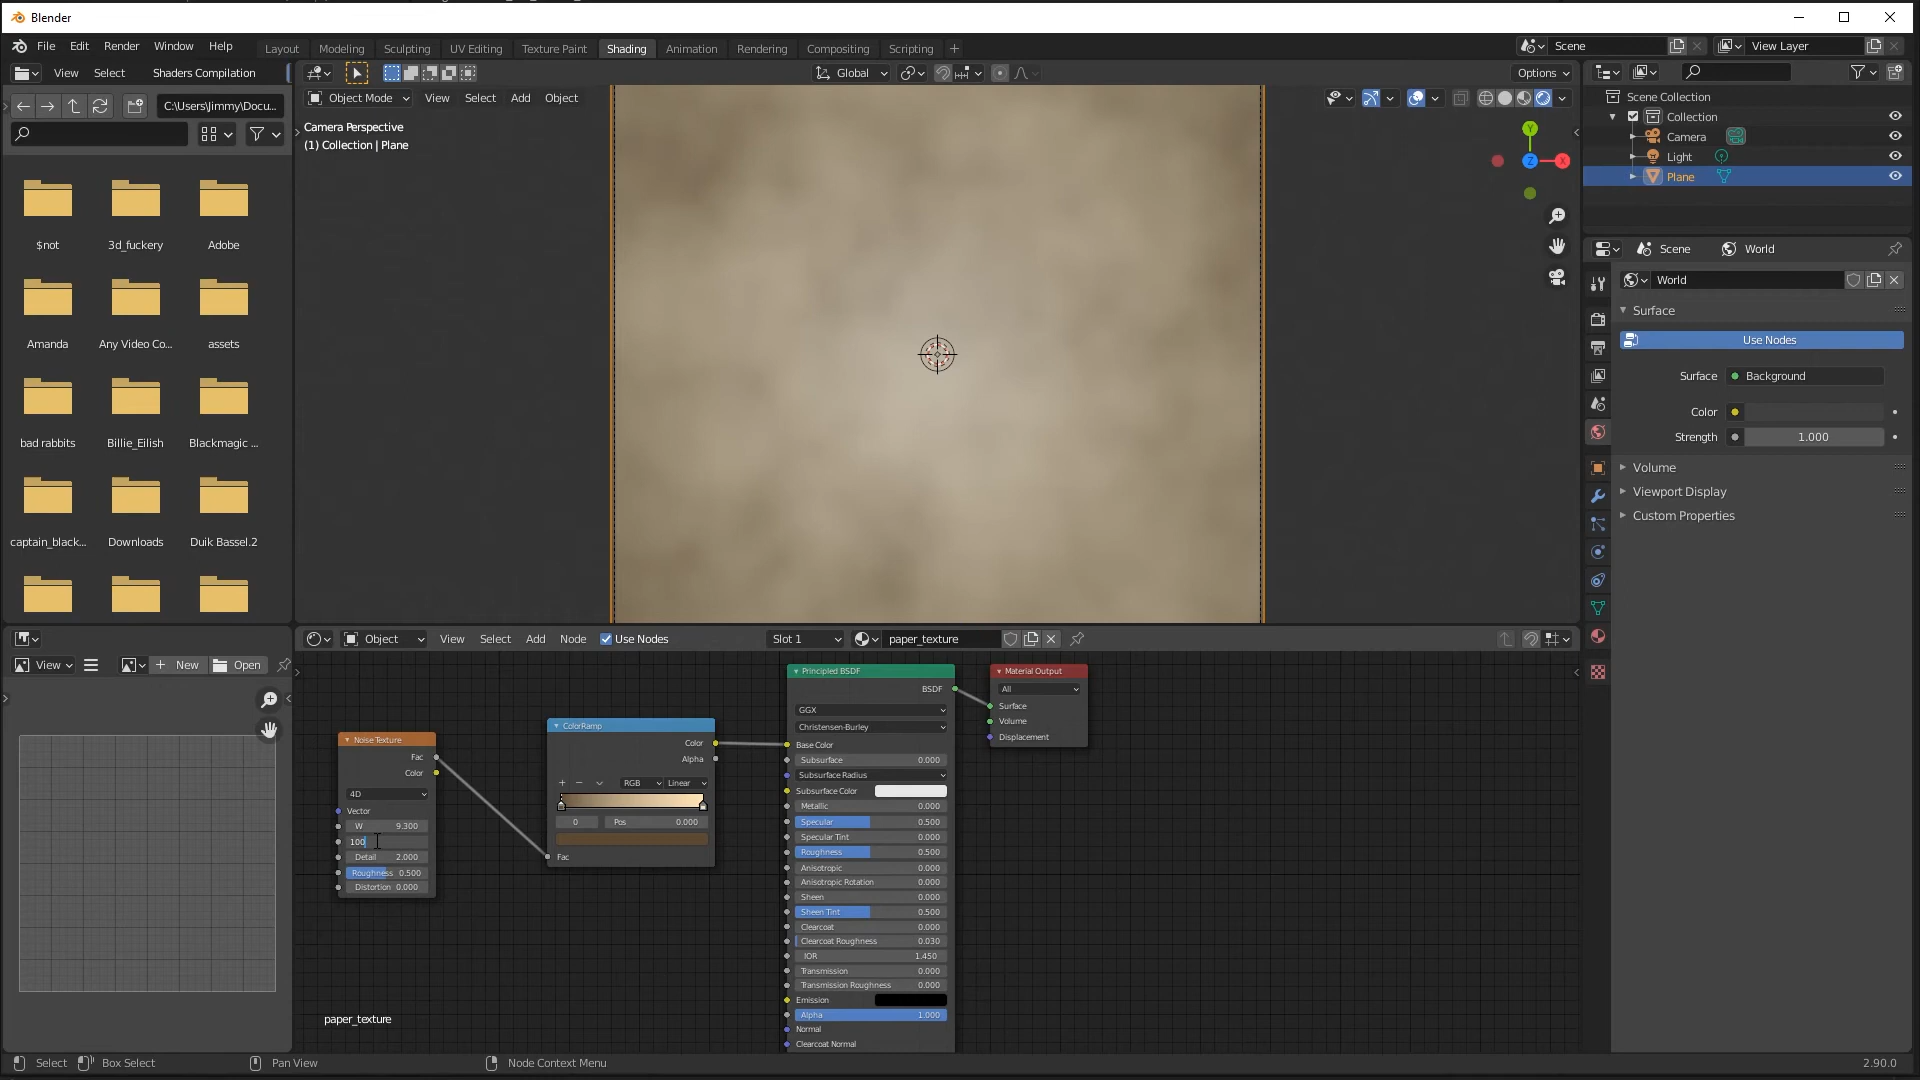 Blender
File Edit Render Window Help
Layout Modeling Sculpting UV Editing Texture Paint Shading Animation Rendering Compositing Scripting
Scene
View Layer
View Select Shaders Compilation
Global
Options
C:\Users\Jimmy\Docu...
Object Mode View Select Add Object
Camera Perspective
(1) Collection | Plane
Y
X
Z
$not
3d_fuckery
Adobe
Amanda
Any Video Co...
assets
bad rabbits
Billie_Eilish
Blackmagic ...
captain_black...
Downloads
Duik Bassel.2
Scene Collection
Collection
Camera
Light
Plane
Scene World
World
Surface
Use Nodes
Surface Background
Color
Strength 1.000
Volume
Viewport Display
Custom Properties
Object View Select Add Node Use Nodes Slot 1 paper_texture
View New Open
Noise Texture
Fac
Color
4D
Vector
W 9.300
100
Detail 2.000
Roughness 0.500
Distortion 0.000
ColorRamp
Color
Alpha
RGB Linear
0 Pos 0.000
Fac
Principled BSDF
BSDF
GGX
Christensen-Burley
Base Color
Subsurface 0.000
Subsurface Radius
Subsurface Color
Metallic 0.000
Specular 0.500
Specular Tint 0.000
Roughness 0.500
Anisotropic 0.000
Anisotropic Rotation 0.000
Sheen 0.000
Sheen Tint 0.500
Clearcoat 0.000
Clearcoat Roughness 0.030
IOR 1.450
Transmission 0.000
Transmission Roughness 0.000
Emission
Alpha 1.000
Normal
Clearcoat Normal
Material Output
All
Surface
Volume
Displacement
paper_texture
Select Box Select Pan View Node Context Menu 2.90.0